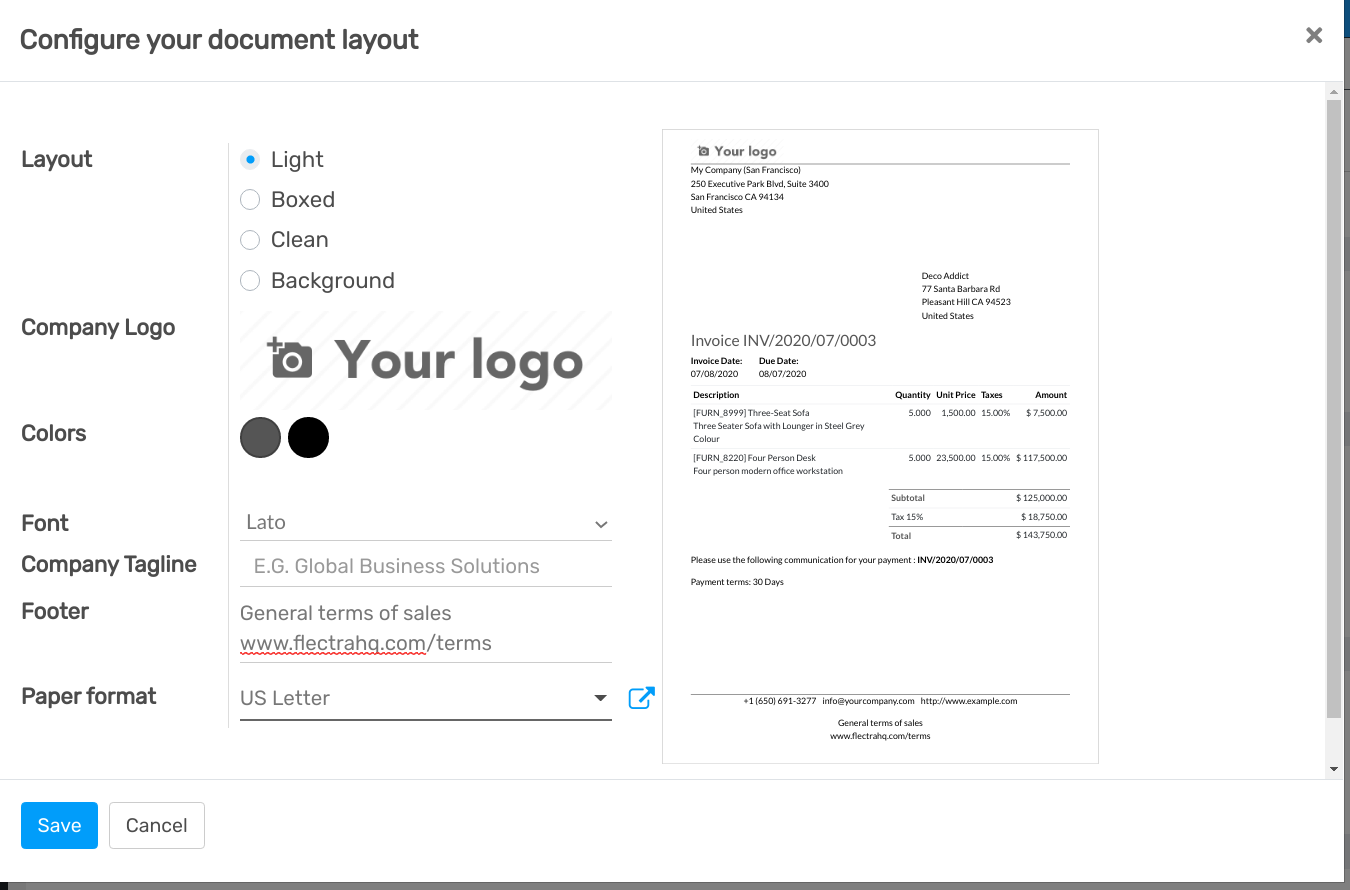 Configure your document layout
Layout
Light
Boxed
Clean
Background
Company Logo
Your logo
Colors
Font
Lato
Company Tagline
E.G. Global Business Solutions
Footer
General terms of sales
www.flectrahq.com/terms
Paper format
US Letter
Your logo
My Company (San Francisco)
250 Executive Park Blvd, Suite 3400
San Francisco CA 94134
United States
Deco Addict
77 Santa Barbara Rd
Pleasant Hill CA 94523
United States
Invoice INV/2020/07/0003
Invoice Date: Due Date:
07/08/2020 08/07/2020
Description Quantity Unit Price Taxes Amount
[FURN_8999] Three-Seat Sofa 5.000 1,500.00 15.00% $ 7,500.00
Three Seater Sofa with Lounger in Steel Grey
Colour
[FURN_8220] Four Person Desk 5.000 23,500.00 15.00% $ 117,500.00
Four person modern office workstation
Subtotal $ 125,000.00
Tax 15% $ 18,750.00
Total $ 143,750.00
Please use the following communication for your payment : INV/2020/07/0003
Payment terms: 30 Days
+1 (650) 691-3277 info@yourcompany.com http://www.example.com
General terms of sales
www.flectrahq.com/terms
Save Cancel